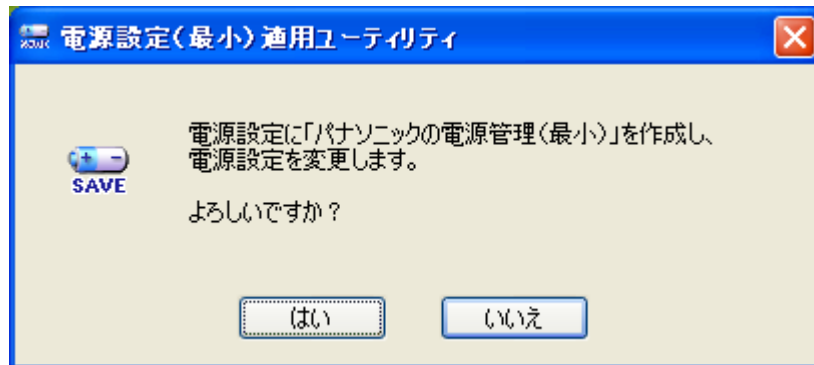 電源設定(最小)適用ユーティリティ
電源設定に「パナソニックの電源管理(最小)」を作成し、
電源設定を変更します。
SAVE
よろしいですか?
はい
いいえ